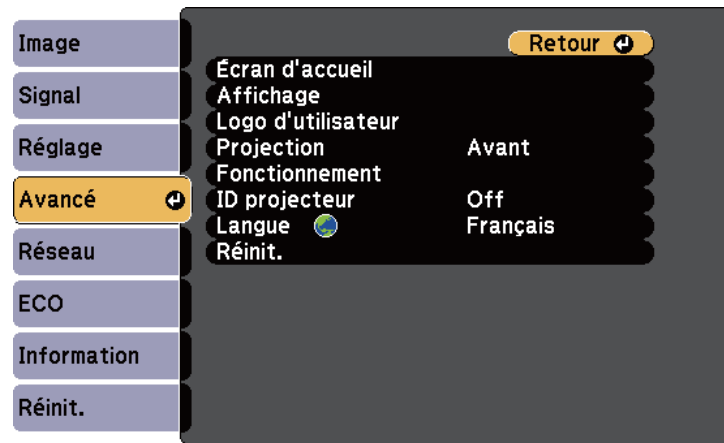 Image
Signal
Réglage
Avancé
Réseau
ECO
Information
Réinit.
Retour
Écran d'accueil
Affichage
Logo d'utilisateur
Projection Avant
Fonctionnement
ID projecteur Off
Langue Français
Réinit.